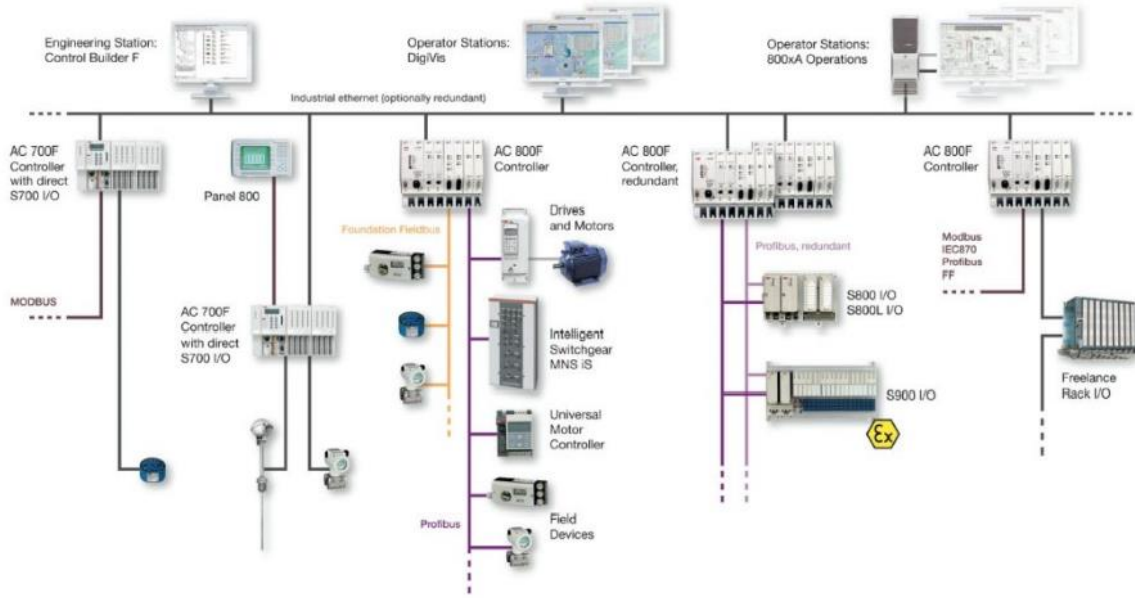 Engineering Station:
Control Builder F
Operator Stations:
DigiVis
Operator Stations:
800xA Operations
Industrial ethernet (optionally redundant)
AC 700F
Controller
with direct
S700 I/O
Panel 800
AC 800F
Controller
AC 800F
Controller,
redundant
AC 800F
Controller
Foundation Fieldbus
Drives
and Motors
Profibus, redundant
Modbus
IEC870
Profibus
FF
MODBUS
AC 700F
Controller
with direct
S700 I/O
S800 I/O
S800L I/O
Intelligent
Switchgear
MNS iS
Freelance
Rack I/O
S900 I/O
Ex
Universal
Motor
Controller
Profibus
Field
Devices